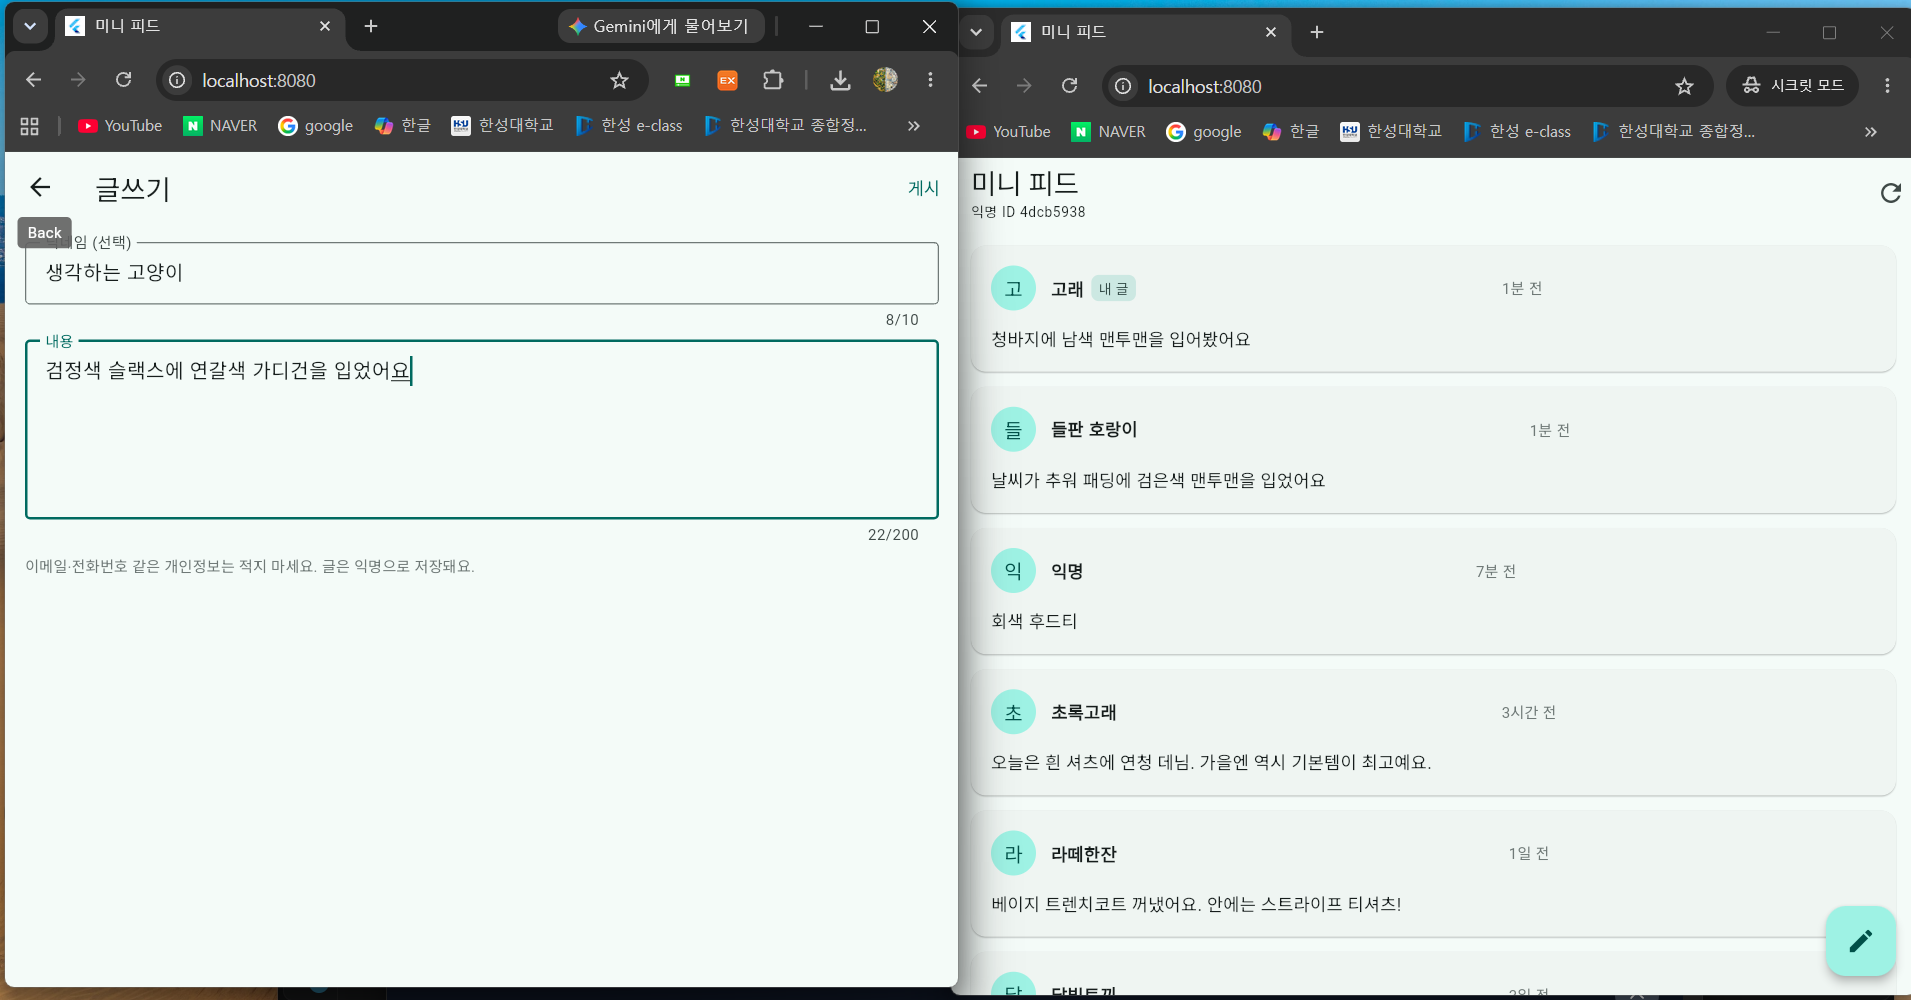 미니 피드
Gemini에게 물어보기
localhost:8080
EX
YouTube
NAVER
google
한글
한성대학교
한성 e-class
한성대학교 종합정...
글쓰기
게시
Back
임 (선택)
생각하는 고양이
8/10
내용
검정색 슬랙스에 연갈색 가디건을 입었어요
22/200
이메일·전화번호 같은 개인정보는 적지 마세요. 글은 익명으로 저장돼요.
미니 피드
localhost:8080
시크릿 모드
YouTube
NAVER
google
한글
한성대학교
한성 e-class
한성대학교 종합정...
미니 피드
익명 ID 4dcb5938
고 고래 내 글 1분 전
청바지에 남색 맨투맨을 입어봤어요
들 들판 호랑이 1분 전
날씨가 추워 패딩에 검은색 맨투맨을 입었어요
익 익명 7분 전
회색 후드티
초 초록고래 3시간 전
오늘은 흰 셔츠에 연청 데님. 가을엔 역시 기본템이 최고예요.
라 라떼한잔 1일 전
베이지 트렌치코트 꺼냈어요. 안에는 스트라이프 티셔츠!